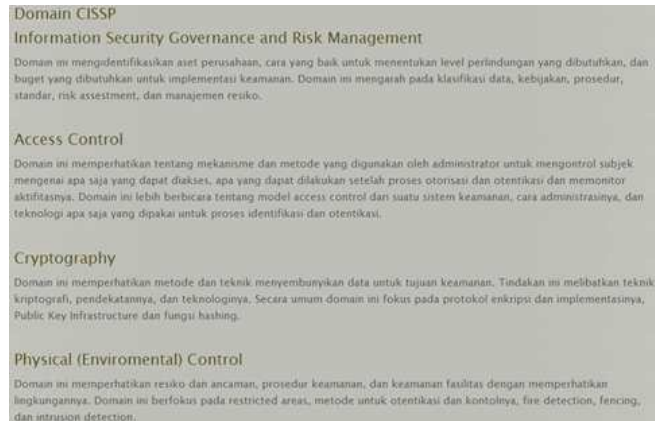 Domain CISSP
Information Security Governance and Risk Management
Domain ini mengidentifikasikan aset perusahaan, cara yang baik untuk menentukan level perlindungan yang dibutuhkan, dan
buget yang dibutuhkan untuk implementasi keamanan. Domain ini mengarah pada klasifikasi data, kebijakan, prosedur,
standar, risk assestment, dan manajemen resiko.
Access Control
Domain ini memperhatikan tentang mekanisme dan metode yang digunakan oleh administrator untuk mengontrol subjek
mengenai apa saja yang dapat diakses, apa yang dapat dilakukan setelah proses otorisasi dan otentikasi dan memonitor
aktifitasnya. Domain ini lebih berbicara tentang model access control dari suatu sistem keamanan, cara administrasinya, dan
teknologi apa saja yang dipakai untuk proses identifikasi dan otentikasi.
Cryptography
Domain ini memperhatikan metode dan teknik menyembunyikan data untuk tujuan keamanan. Tindakan ini melibatkan teknik
kriptografi, pendekatannya, dan teknologinya. Secara umum domain ini fokus pada protokol enkripsi dan implementasinya,
Public Key Infrastructure dan fungsi hashing.
Physical (Enviromental) Control
Domain ini memperhatikan resiko dan ancaman, prosedur keamanan, dan keamanan fasilitas dengan memperhatikan
lingkungannya. Domain ini berfokus pada restricted areas, metode untuk otentikasi dan kontolnya, fire detection, fencing,
dan intrusion detection.